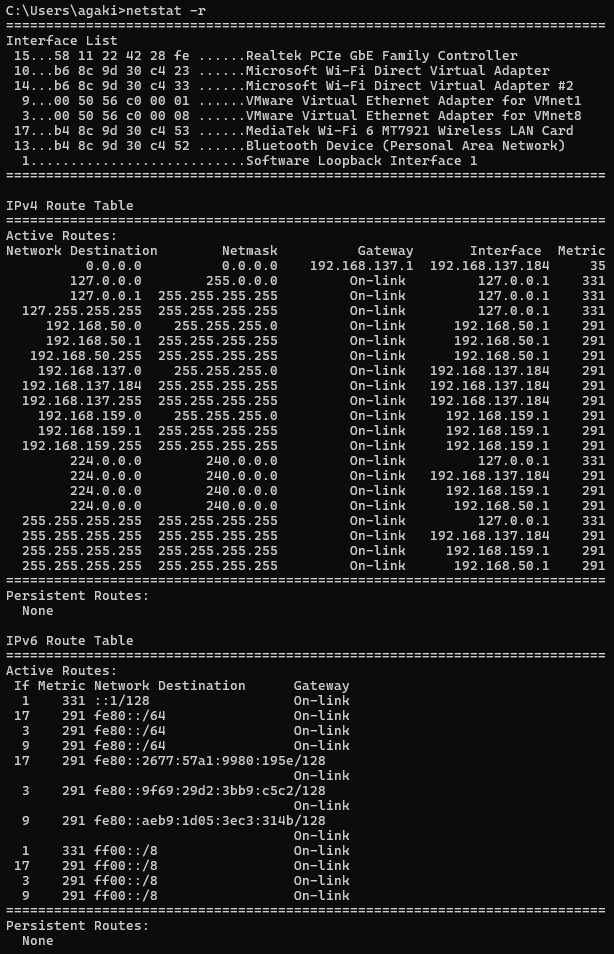 C:\Users\agaki>netstat -r
===========================================================================
Interface List
 15...58 11 22 42 28 fe ......Realtek PCIe GbE Family Controller
 10...b6 8c 9d 30 c4 23 ......Microsoft Wi-Fi Direct Virtual Adapter
 14...b6 8c 9d 30 c4 33 ......Microsoft Wi-Fi Direct Virtual Adapter #2
  9...00 50 56 c0 00 01 ......VMware Virtual Ethernet Adapter for VMnet1
  3...00 50 56 c0 00 08 ......VMware Virtual Ethernet Adapter for VMnet8
 17...b4 8c 9d 30 c4 53 ......MediaTek Wi-Fi 6 MT7921 Wireless LAN Card
 13...b4 8c 9d 30 c4 52 ......Bluetooth Device (Personal Area Network)
  1...........................Software Loopback Interface 1
===========================================================================
IPv4 Route Table
===========================================================================
Active Routes:
Network Destination        Netmask          Gateway       Interface  Metric
          0.0.0.0          0.0.0.0    192.168.137.1  192.168.137.184     35
        127.0.0.0        255.0.0.0         On-link         127.0.0.1    331
        127.0.0.1  255.255.255.255         On-link         127.0.0.1    331
  127.255.255.255  255.255.255.255         On-link         127.0.0.1    331
     192.168.50.0    255.255.255.0         On-link      192.168.50.1    291
     192.168.50.1  255.255.255.255         On-link      192.168.50.1    291
   192.168.50.255  255.255.255.255         On-link      192.168.50.1    291
    192.168.137.0    255.255.255.0         On-link   192.168.137.184    291
  192.168.137.184  255.255.255.255         On-link   192.168.137.184    291
  192.168.137.255  255.255.255.255         On-link   192.168.137.184    291
    192.168.159.0    255.255.255.0         On-link     192.168.159.1    291
    192.168.159.1  255.255.255.255         On-link     192.168.159.1    291
  192.168.159.255  255.255.255.255         On-link     192.168.159.1    291
        224.0.0.0        240.0.0.0         On-link         127.0.0.1    331
        224.0.0.0        240.0.0.0         On-link   192.168.137.184    291
        224.0.0.0        240.0.0.0         On-link     192.168.159.1    291
        224.0.0.0        240.0.0.0         On-link      192.168.50.1    291
  255.255.255.255  255.255.255.255         On-link         127.0.0.1    331
  255.255.255.255  255.255.255.255         On-link   192.168.137.184    291
  255.255.255.255  255.255.255.255         On-link     192.168.159.1    291
  255.255.255.255  255.255.255.255         On-link      192.168.50.1    291
===========================================================================
Persistent Routes:
  None
IPv6 Route Table
===========================================================================
Active Routes:
 If Metric Network Destination      Gateway
  1    331 ::1/128                  On-link
 17    291 fe80::/64                On-link
  3    291 fe80::/64                On-link
  9    291 fe80::/64                On-link
 17    291 fe80::2677:57a1:9980:195e/128
                                    On-link
  3    291 fe80::9f69:29d2:3bb9:c5c2/128
                                    On-link
  9    291 fe80::aeb9:1d05:3ec3:314b/128
                                    On-link
  1    331 ff00::/8                 On-link
 17    291 ff00::/8                 On-link
  3    291 ff00::/8                 On-link
  9    291 ff00::/8                 On-link
===========================================================================
Persistent Routes:
  None